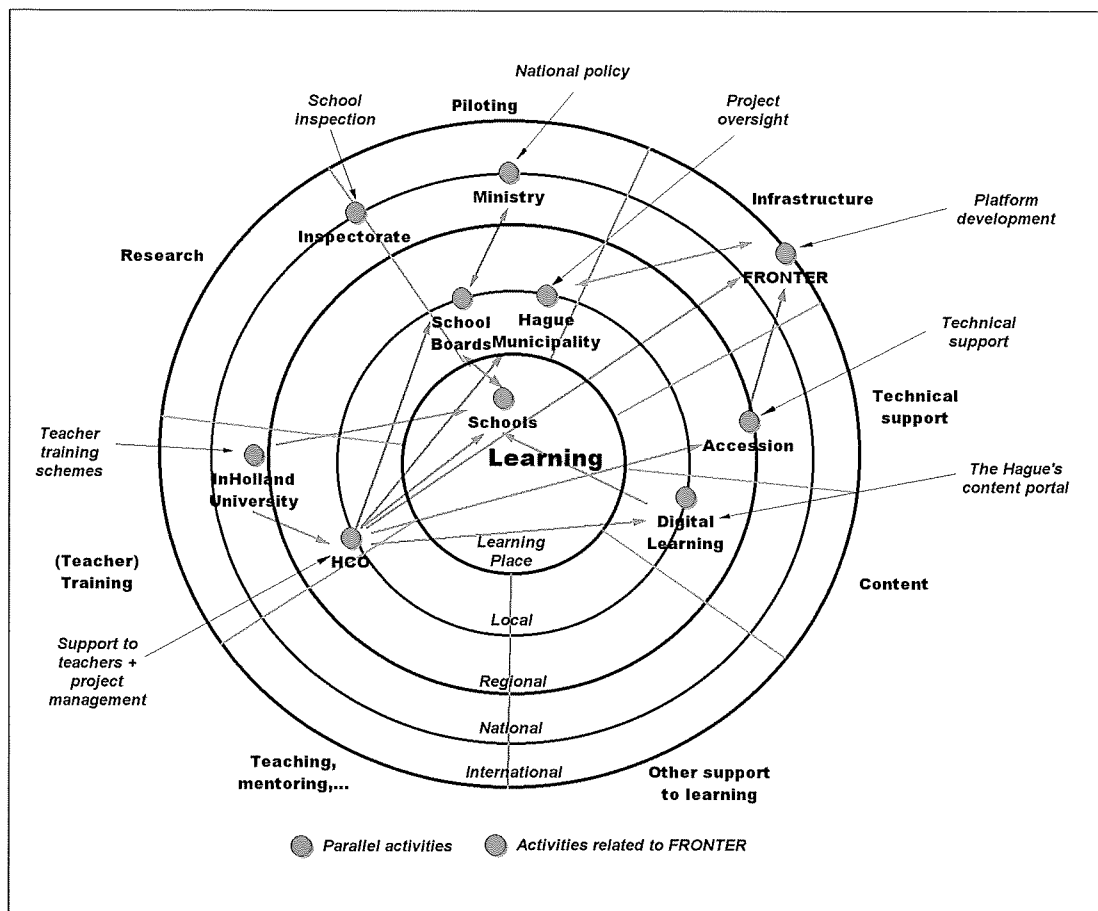 National policy
School
inspection
Piloting
Project
oversight
Infrastructure
Platform
development
Ministry
Inspectorate
Research
FRONTER
School
Boards
Hague
Municipality
Technical
support
Schools
Technical
support
Accession
Teacher
training
schemes
Learning
InHolland
University
The Hague's
content portal
Digital
Learning
Learning
Place
HCO
(Teacher)
Training
Content
Local
Support to
teachers +
project
management
Regional
National
International
Teaching,
mentoring,...
Other support
to learning
Parallel activities
Activities related to FRONTER